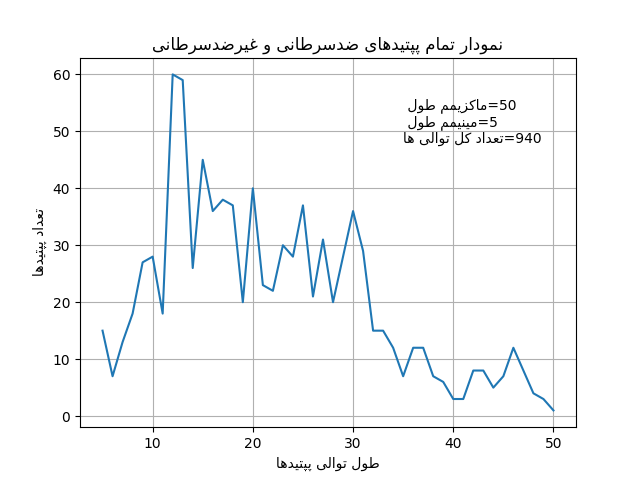 نمودار تمام پپتیدهای ضدسرطانی و غیرضدسرطانی
60
50
40
30
20
10
0
تعداد پپتیدها
ماکزیمم طول=50
مینیمم طول=5
تعداد کل توالی ها=940
10 20 30 40 50
طول توالی پپتیدها